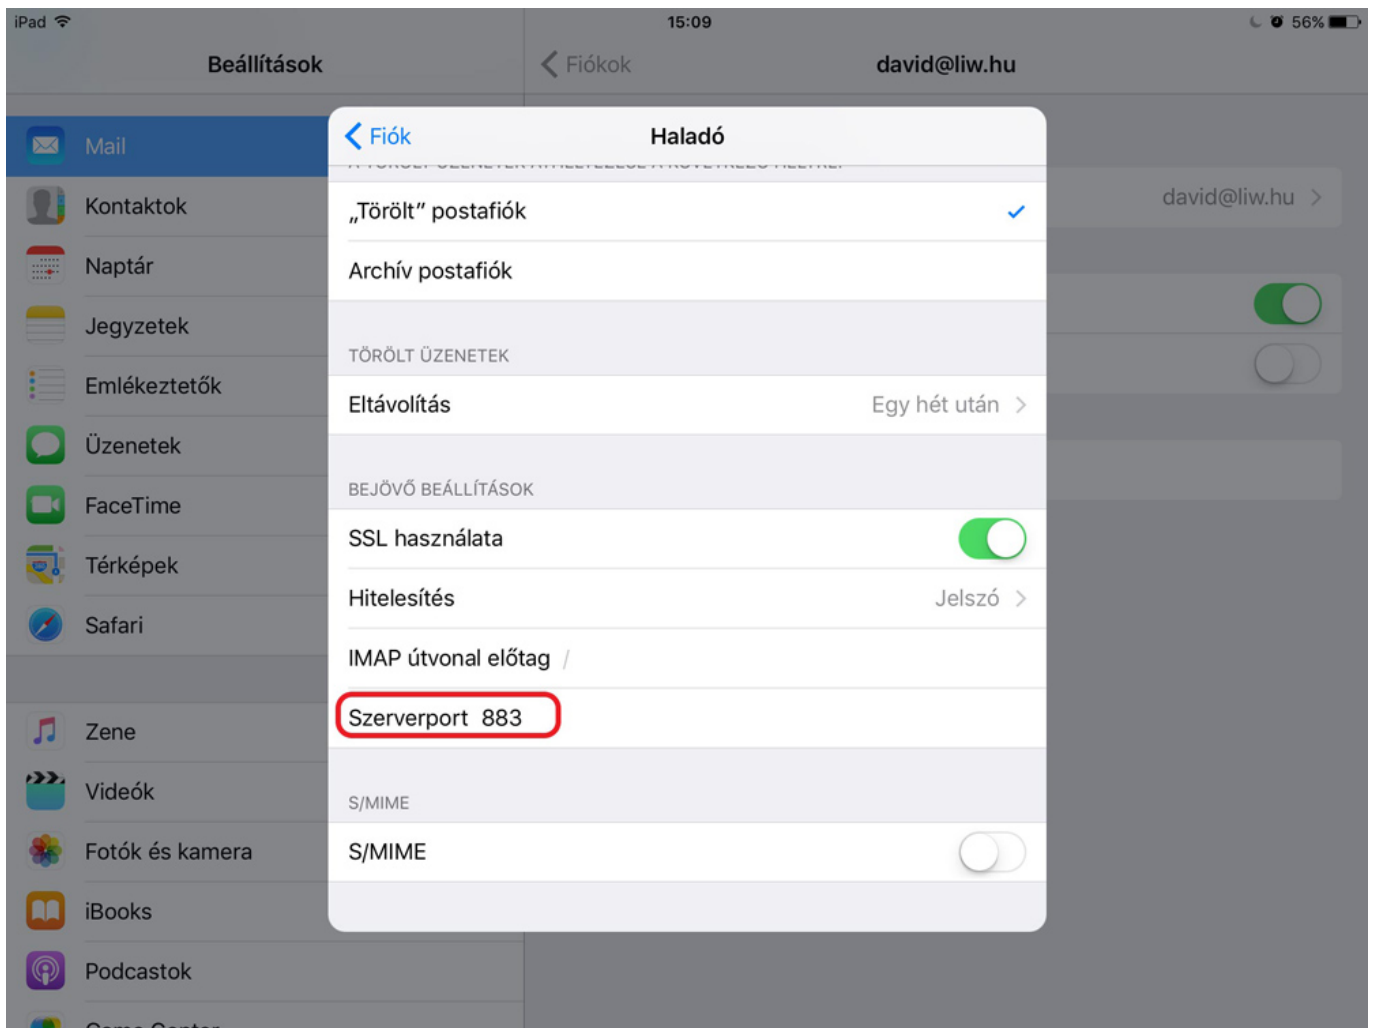 iPad 15:09 56%
Beállítások
Fiókok david@liw.hu
Mail
Kontaktok
Naptár
Jegyzetek
Emlékeztetők
Üzenetek
FaceTime
Térképek
Safari
Zene
Videók
Fotók és kamera
iBooks
Podcastok
Fiók Haladó
„Törölt” postafiók
Archív postafiók
TÖRÖLT ÜZENETEK
Eltávolítás Egy hét után
BEJÖVŐ BEÁLLÍTÁSOK
SSL használata
Hitelesítés Jelszó
IMAP útvonal előtag /
Szerverport 883
S/MIME
S/MIME
david@liw.hu